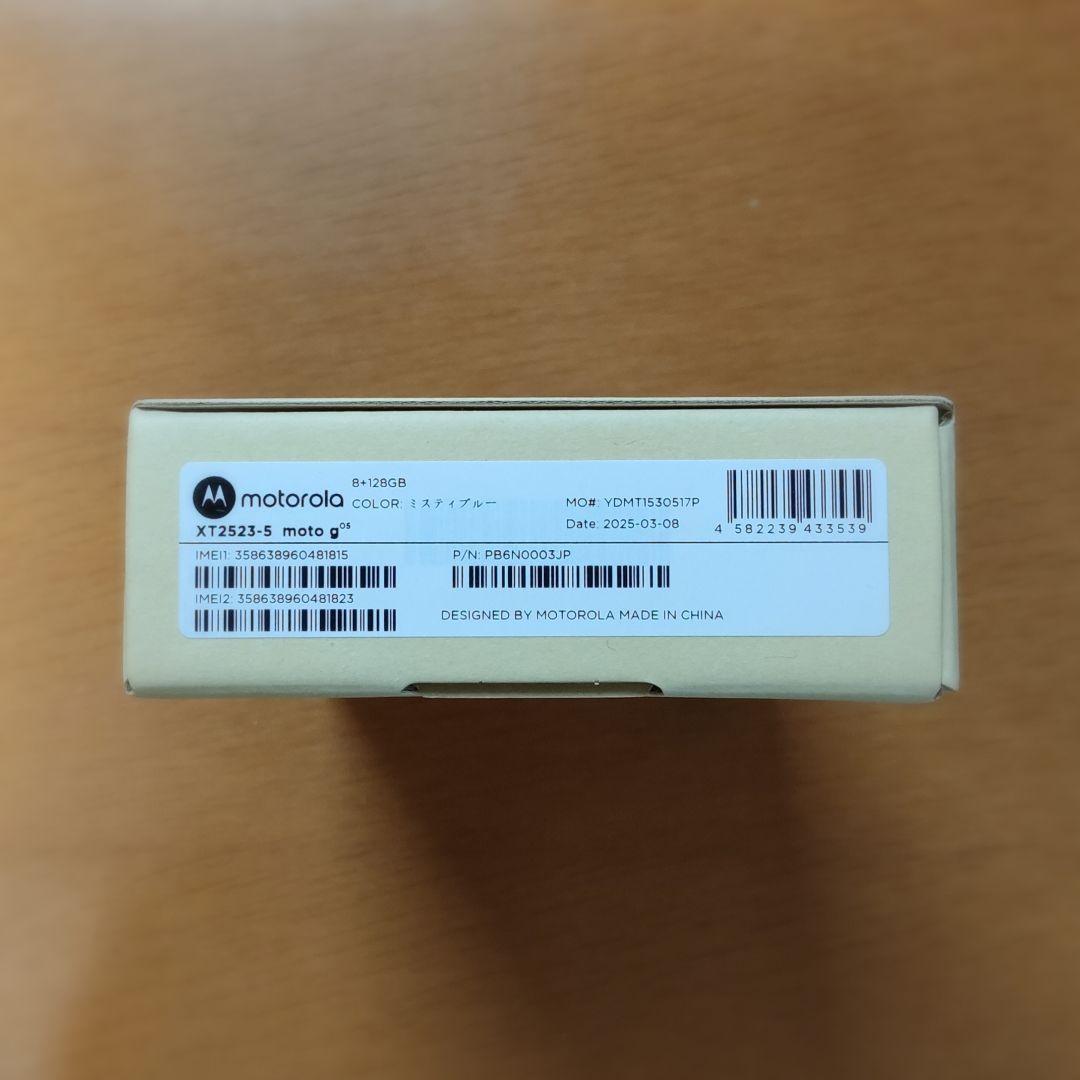 motorola
8+128GB
COLOR: ミスティブルー
XT2523-5 moto g05
MO#: YDMT1530517P
Date: 2025-03-08
4 582239 433539
IMEI1: 358638960481815
P/N: PB6N0003JP
IMEI2: 358638960481823
DESIGNED BY MOTOROLA MADE IN CHINA